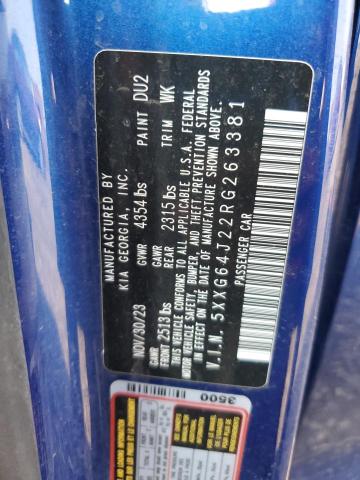 MANUFACTURED BY
KIA GEORGIA, INC.
NOV/30/23 GVWR 4354 lbs PAINT DU2
GAWR GAWR
FRONT 2513 lbs REAR 2315 lbs TRIM WK
THIS VEHICLE CONFORMS TO ALL APPLICABLE U.S.A. FEDERAL
MOTOR VEHICLE SAFETY, BUMPER, AND THEFT PREVENTION STANDARDS
IN EFFECT ON THE DATE OF MANUFACTURE SHOWN ABOVE.
V.I.N. 5XXG64J22RG263381
PASSENGER CAR
3500